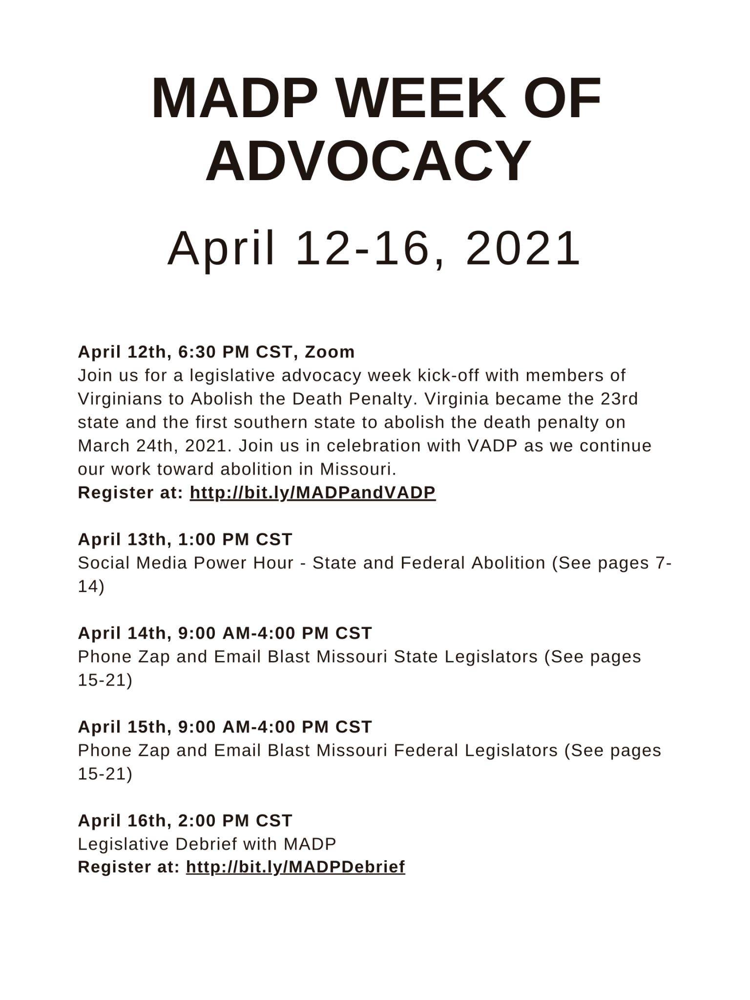 MADP WEEK OF
ADVOCACY
April 12-16, 2021
April 12th, 6:30 PM CST, Zoom
Join us for a legislative advocacy week kick-off with members of
Virginians to Abolish the Death Penalty. Virginia became the 23rd
state and the first southern state to abolish the death penalty on
March 24th, 2021. Join us in celebration with VADP as we continue
our work toward abolition in Missouri.
Register at: http://bit.ly/MADPandVADP
April 13th, 1:00 PM CST
Social Media Power Hour - State and Federal Abolition (See pages 7-
14)
April 14th, 9:00 AM-4:00 PM CST
Phone Zap and Email Blast Missouri State Legislators (See pages
15-21)
April 15th, 9:00 AM-4:00 PM CST
Phone Zap and Email Blast Missouri Federal Legislators (See pages
15-21)
April 16th, 2:00 PM CST
Legislative Debrief with MADP
Register at: http://bit.ly/MADPDebrief